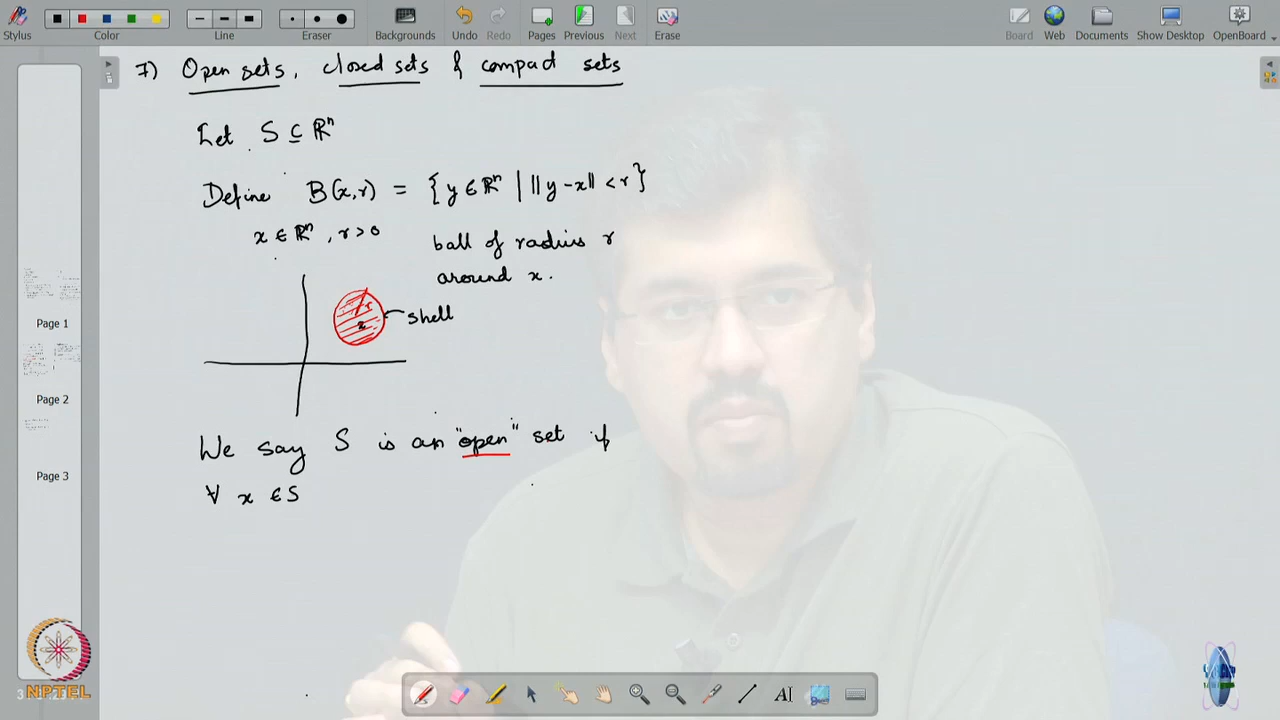 Stylus
Color
Line
Eraser
Backgrounds
Undo
Redo
Pages
Previous
Next
Erase
Board
Web
Documents
Show Desktop
OpenBoard
7) Open sets, closed sets & compact sets
Let S ⊆ ℝⁿ
Define B(x,r) = {y ∈ ℝⁿ | ||y-x|| < r}
x ∈ ℝⁿ, r > 0
ball of radius r
around x.
r
x
shell
We say S is an "open" set if
∀ x ∈ S
Page 1
Page 2
Page 3
NPTEL